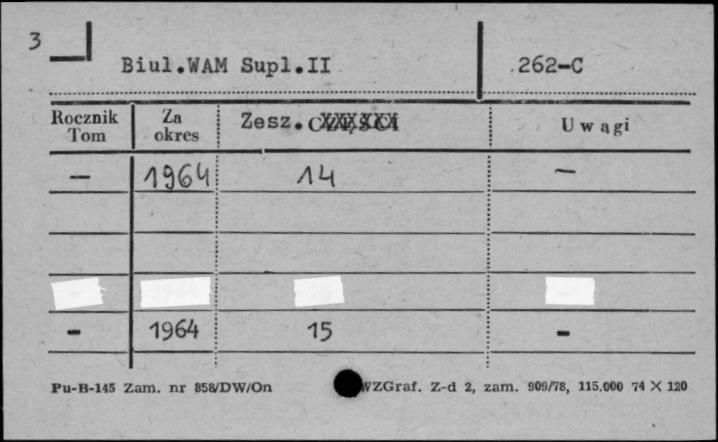 3
Biul.WAM Supl.II 262-C
Rocznik Tom Za okres Zesz. Uwagi
— 1964 14 —
- 1964 15 -
Pu-B-145 Zam. nr 858/DW/On WZGraf. Z-d 2, zam. 909/78, 115.000 74 X 120